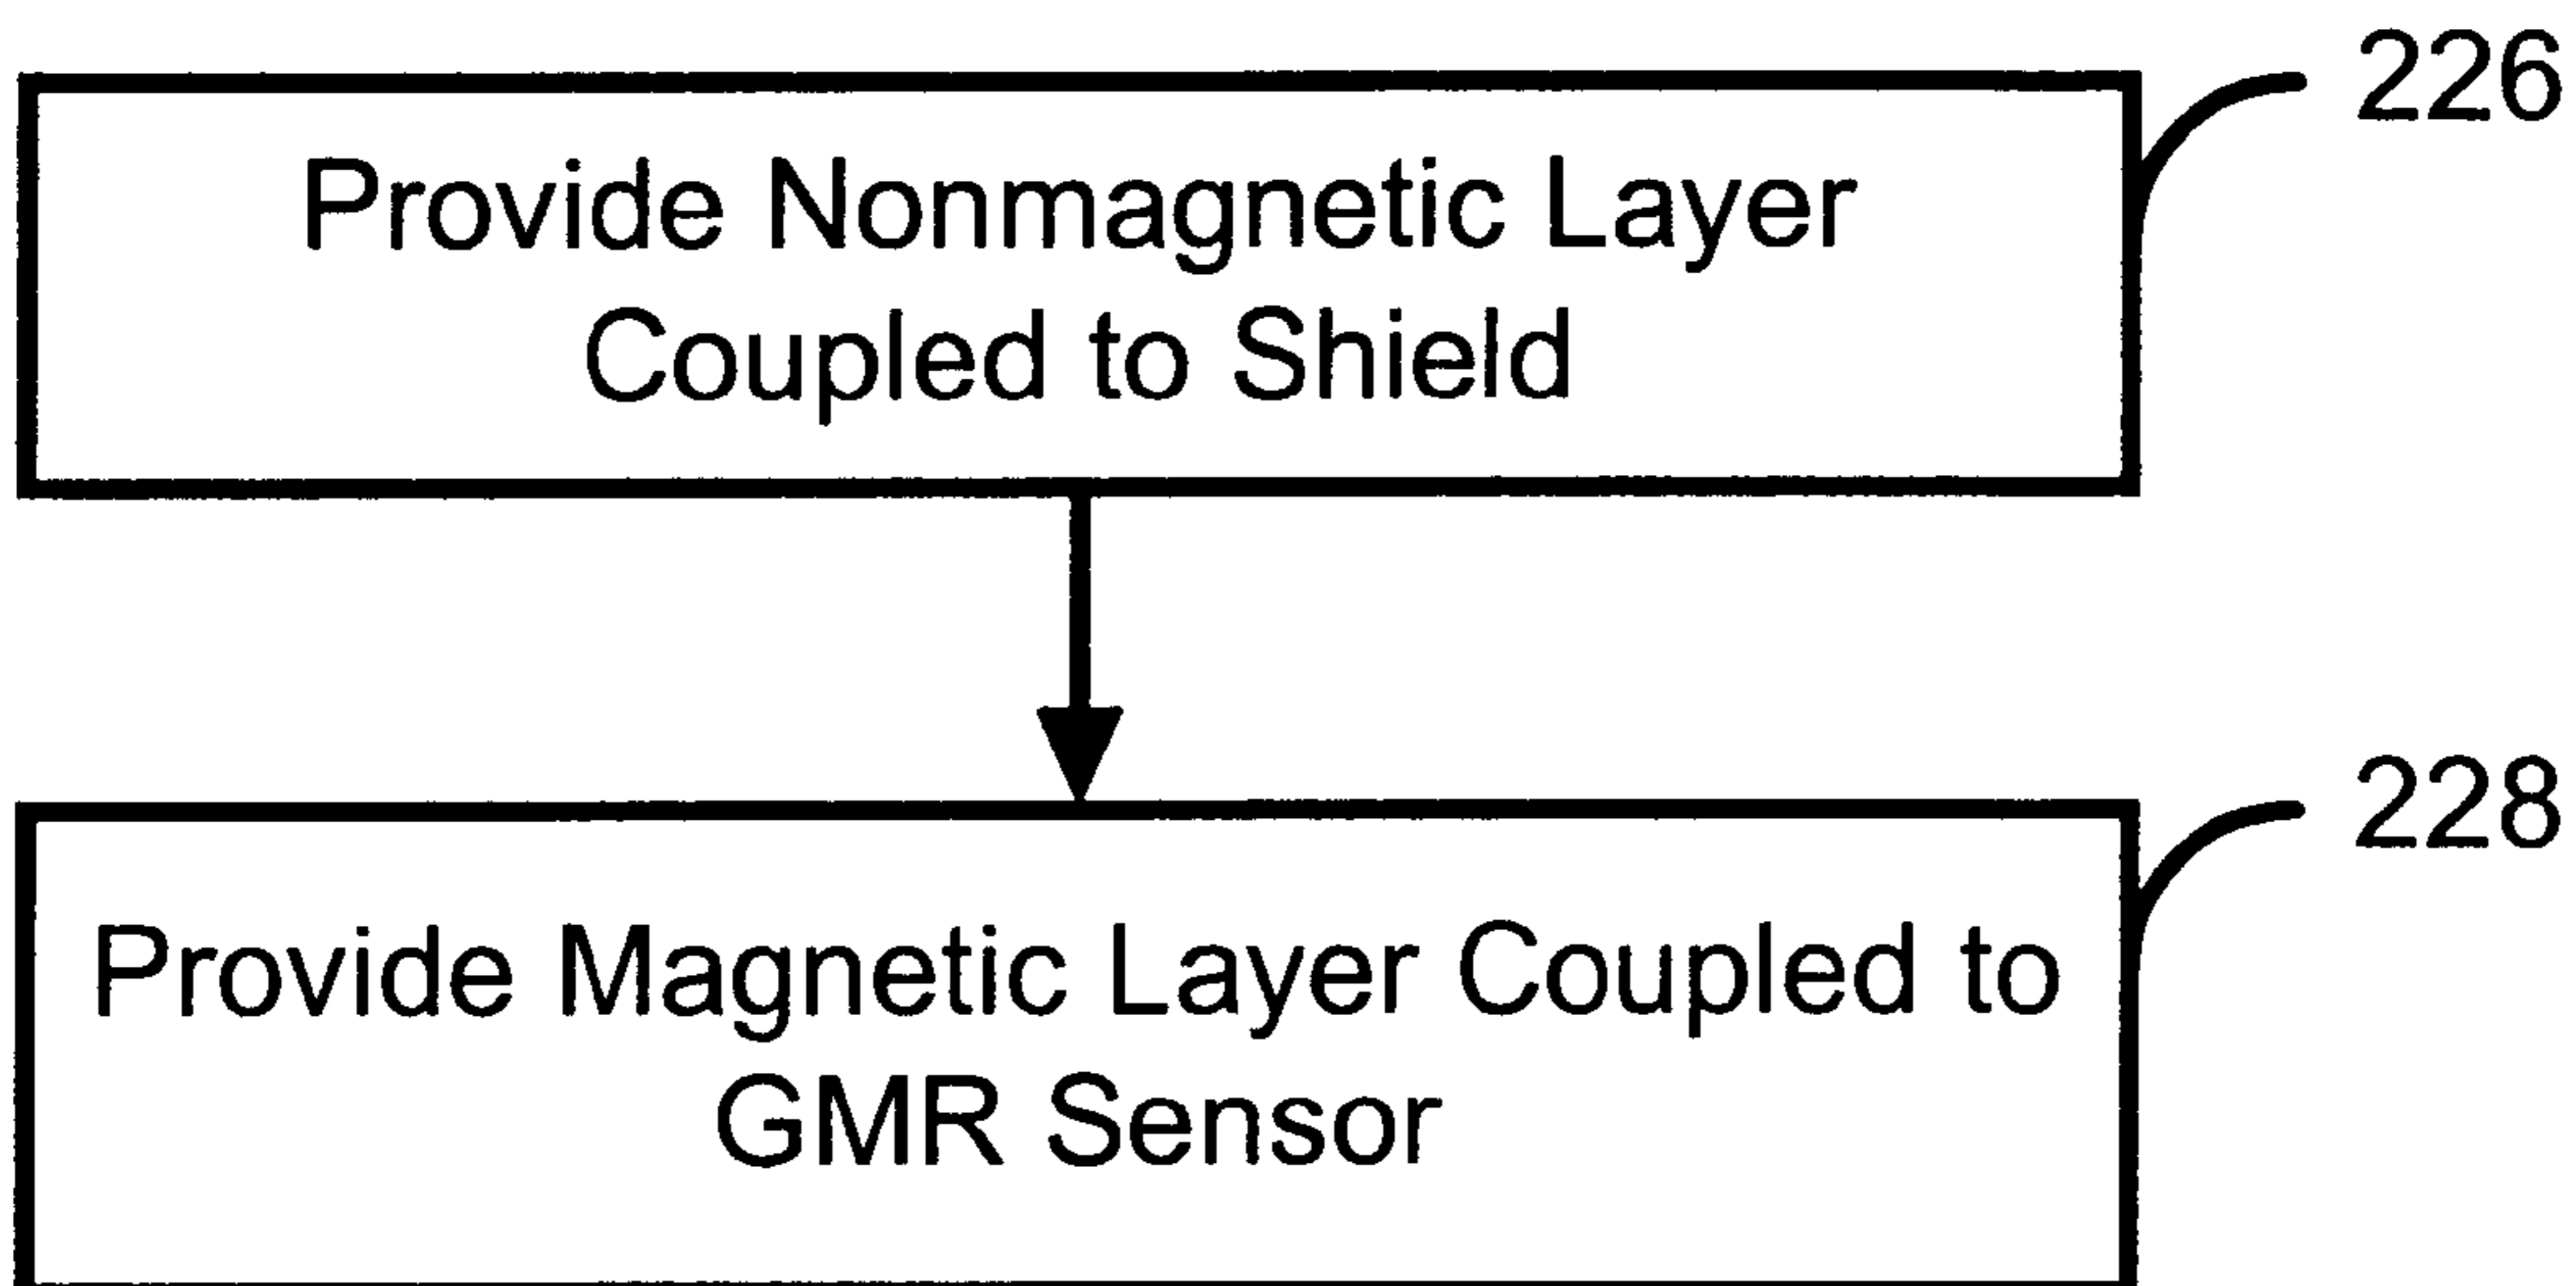 226
Provide Nonmagnetic Layer
Coupled to Shield
228
Provide Magnetic Layer Coupled to
GMR Sensor